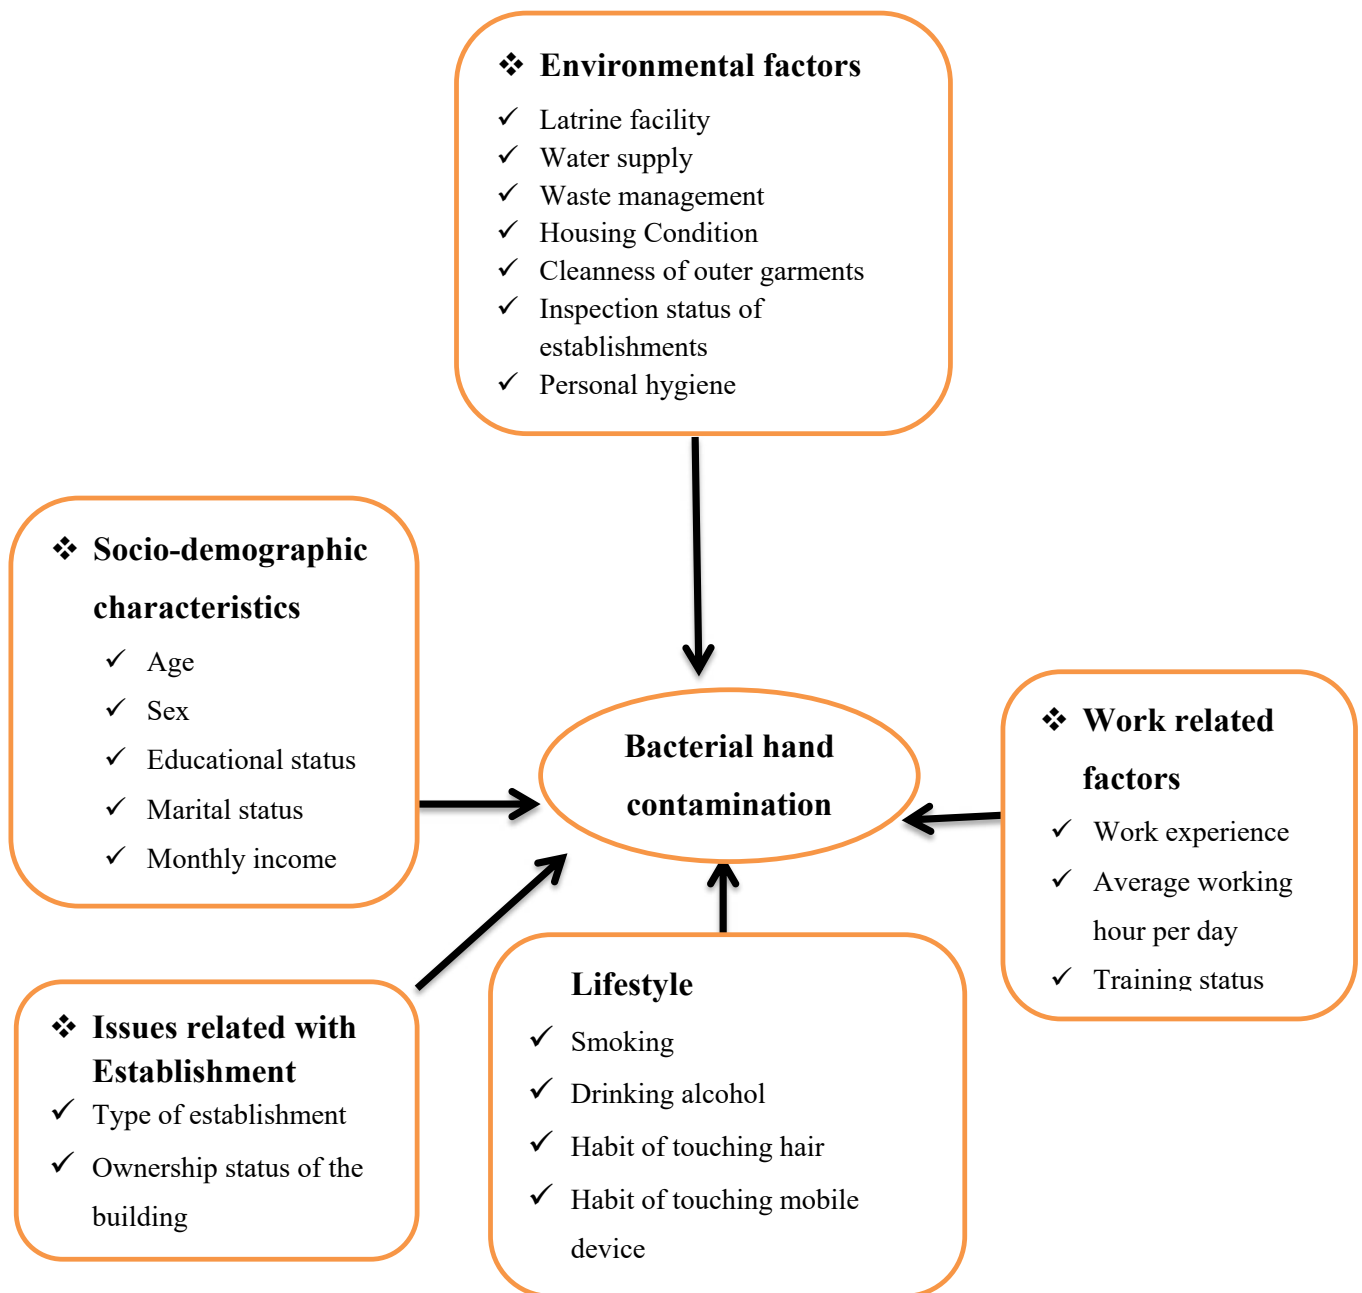 ❖ Environmental factors
✓ Latrine facility
✓ Water supply
✓ Waste management
✓ Housing Condition
✓ Cleanness of outer garments
✓ Inspection status of
establishments
✓ Personal hygiene
❖ Socio-demographic
characteristics
✓ Age
✓ Sex
✓ Educational status
✓ Marital status
✓ Monthly income
Bacterial hand
contamination
❖ Work related
factors
✓ Work experience
✓ Average working
hour per day
✓ Training status
❖ Issues related with
Establishment
✓ Type of establishment
✓ Ownership status of the
building
Lifestyle
✓ Smoking
✓ Drinking alcohol
✓ Habit of touching hair
✓ Habit of touching mobile
device